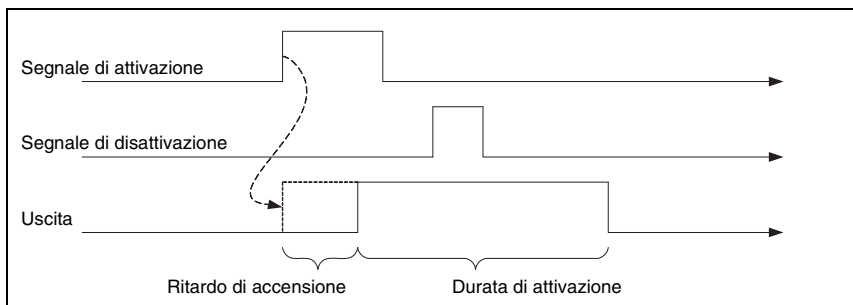 Segnale di attivazione
Segnale di disattivazione
Uscita
Ritardo di accensione
Durata di attivazione